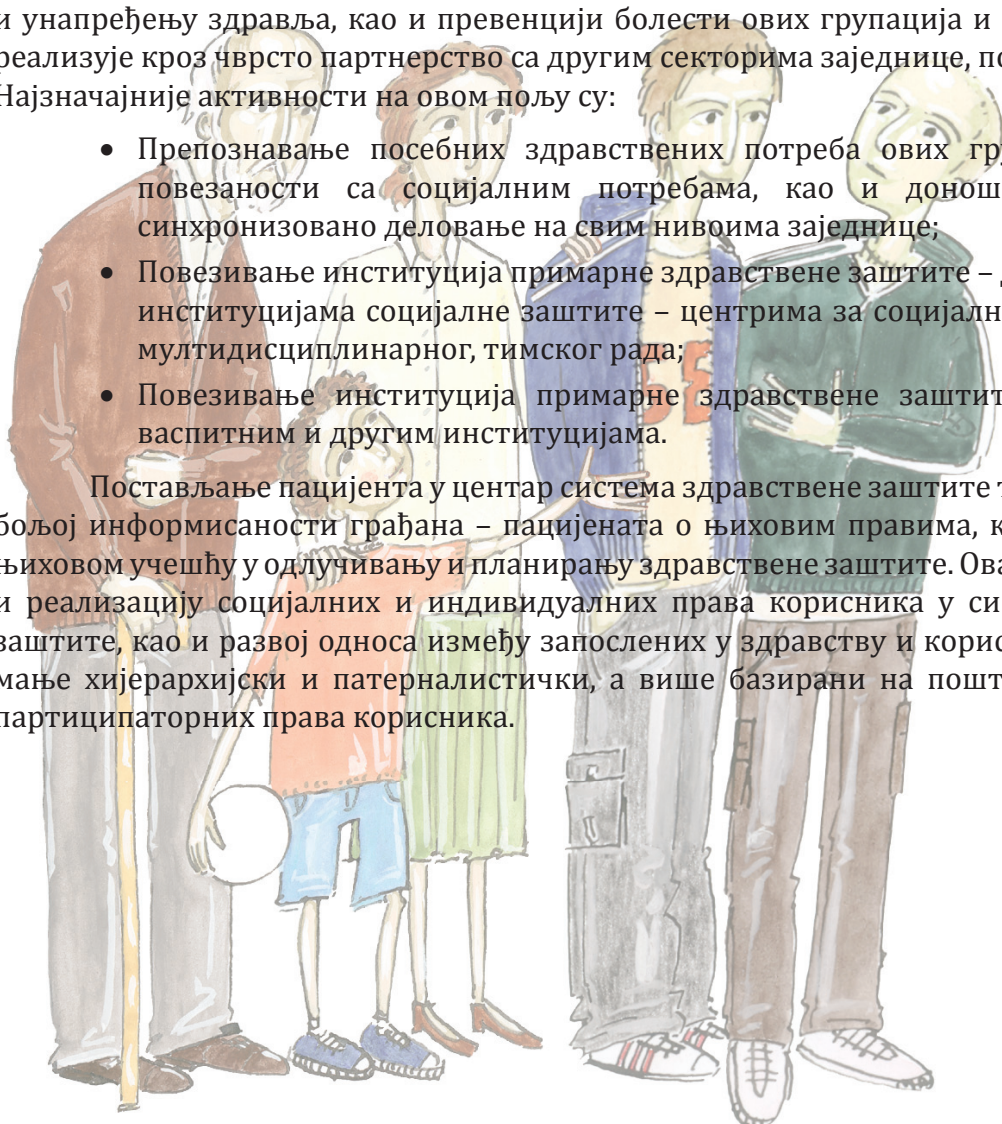 и унапређењу здравља, као и превенцији болести ових групација и
реализује кроз чврсто партнерство са другим секторима заједнице, по
Најзначајније активности на овом пољу су:
• Препознавање посебних здравствених потреба ових гру
повезаности са социјалним потребама, као и донош
синхронизовано деловање на свим нивоима заједнице;
• Повезивање институција примарне здравствене заштите –
институцијама социјалне заштите – центрима за социјалн
мултидисциплинарног, тимског рада;
• Повезивање институција примарне здравствене заштит
васпитним и другим институцијама.
Постављање пацијента у центар система здравствене заштите т
бољој информисаности грађана – пацијената о њиховим правима, к
њиховом учешћу у одлучивању и планирању здравствене заштите. Ова
и реализацију социјалних и индивидуалних права корисника у си
заштите, као и развој односа између запослених у здравству и корис
мање хијерархијски и патерналистички, а више базирани на пошт
партиципаторних права корисника.